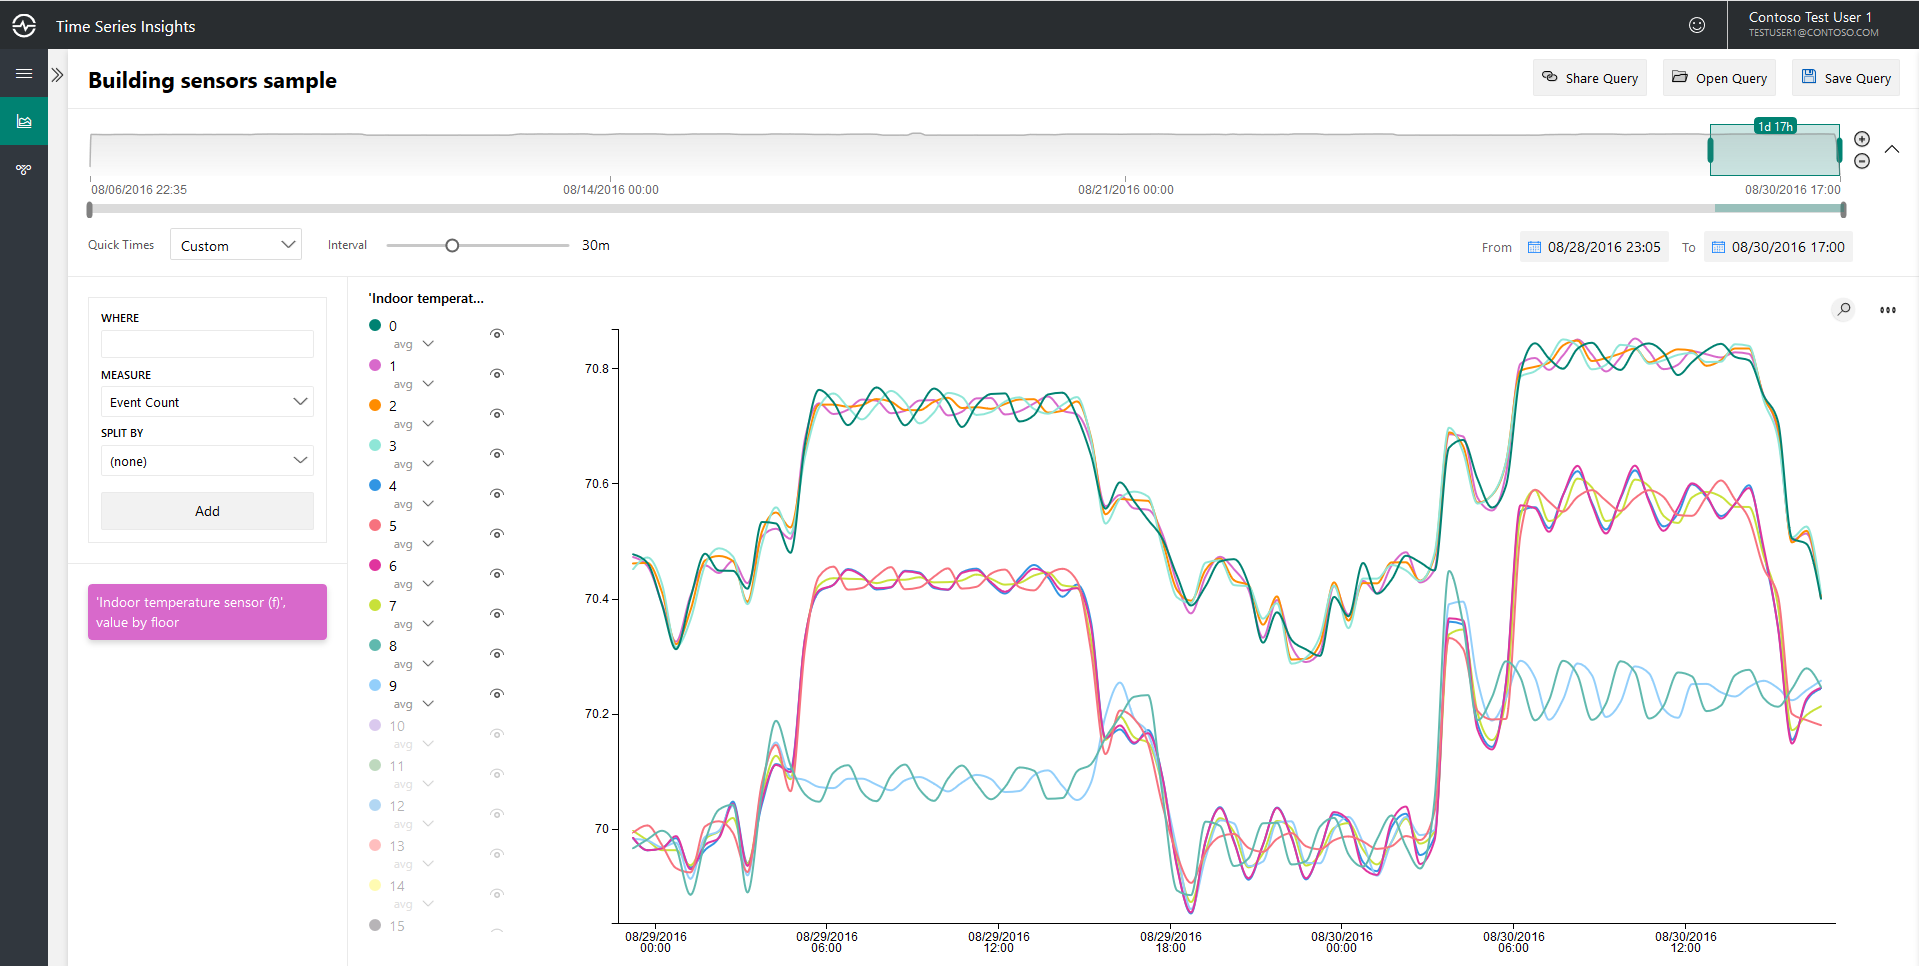 Time Series Insights
Contoso Test User 1
TESTUSER1@CONTOSO.COM
Building sensors sample
Share Query
Open Query
Save Query
1d 17h
08/06/2016 22:35
08/14/2016 00:00
08/21/2016 00:00
08/30/2016 17:00
Quick Times
Custom
Interval
30m
From
08/28/2016 23:05
To
08/30/2016 17:00
WHERE
MEASURE
Event Count
SPLIT BY
(none)
Add
'Indoor temperature sensor (f)',
value by floor
'Indoor temperat...
0
avg
1
avg
2
avg
3
avg
4
avg
5
avg
6
avg
7
avg
8
avg
9
avg
10
avg
11
avg
12
avg
13
avg
14
avg
15
70.8
70.6
70.4
70.2
70
08/29/2016
00:00
08/29/2016
06:00
08/29/2016
12:00
08/29/2016
18:00
08/30/2016
00:00
08/30/2016
06:00
08/30/2016
12:00